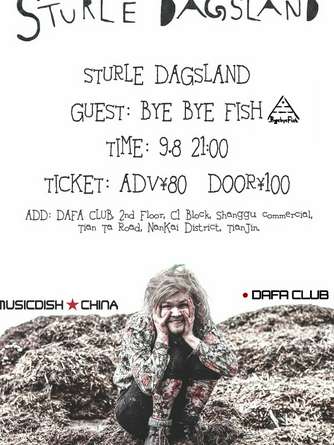 STURLE DAGSLAND
STURLE DAGSLAND
GUEST: BYE BYE FISH
ByebyeFish
TIME: 9.8 21:00
TICKET: ADV¥80 DOOR¥100
ADD: DAFA CLUB, 2nd Floor, C1 Block, Shanggu commercial,
Tian Ta Road, NanKai District, TianJin.
MUSICDISH★CHINA
DAFA CLUB